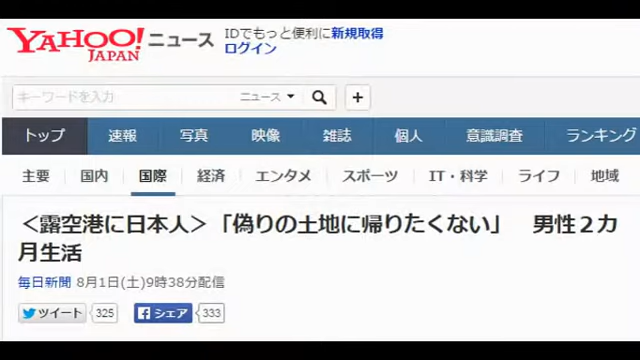 YAHOO! ニュース
JAPAN
IDでもっと便利に新規取得
ログイン
キーワードを入力 ニュース
トップ 速報 写真 映像 雑誌 個人 意識調査 ランキング
主要 国内 国際 経済 エンタメ スポーツ IT・科学 ライフ 地域
＜露空港に日本人＞「偽りの土地に帰りたくない」 男性２カ
月生活
毎日新聞 8月1日(土)9時38分配信
ツイート 325 シェア 333